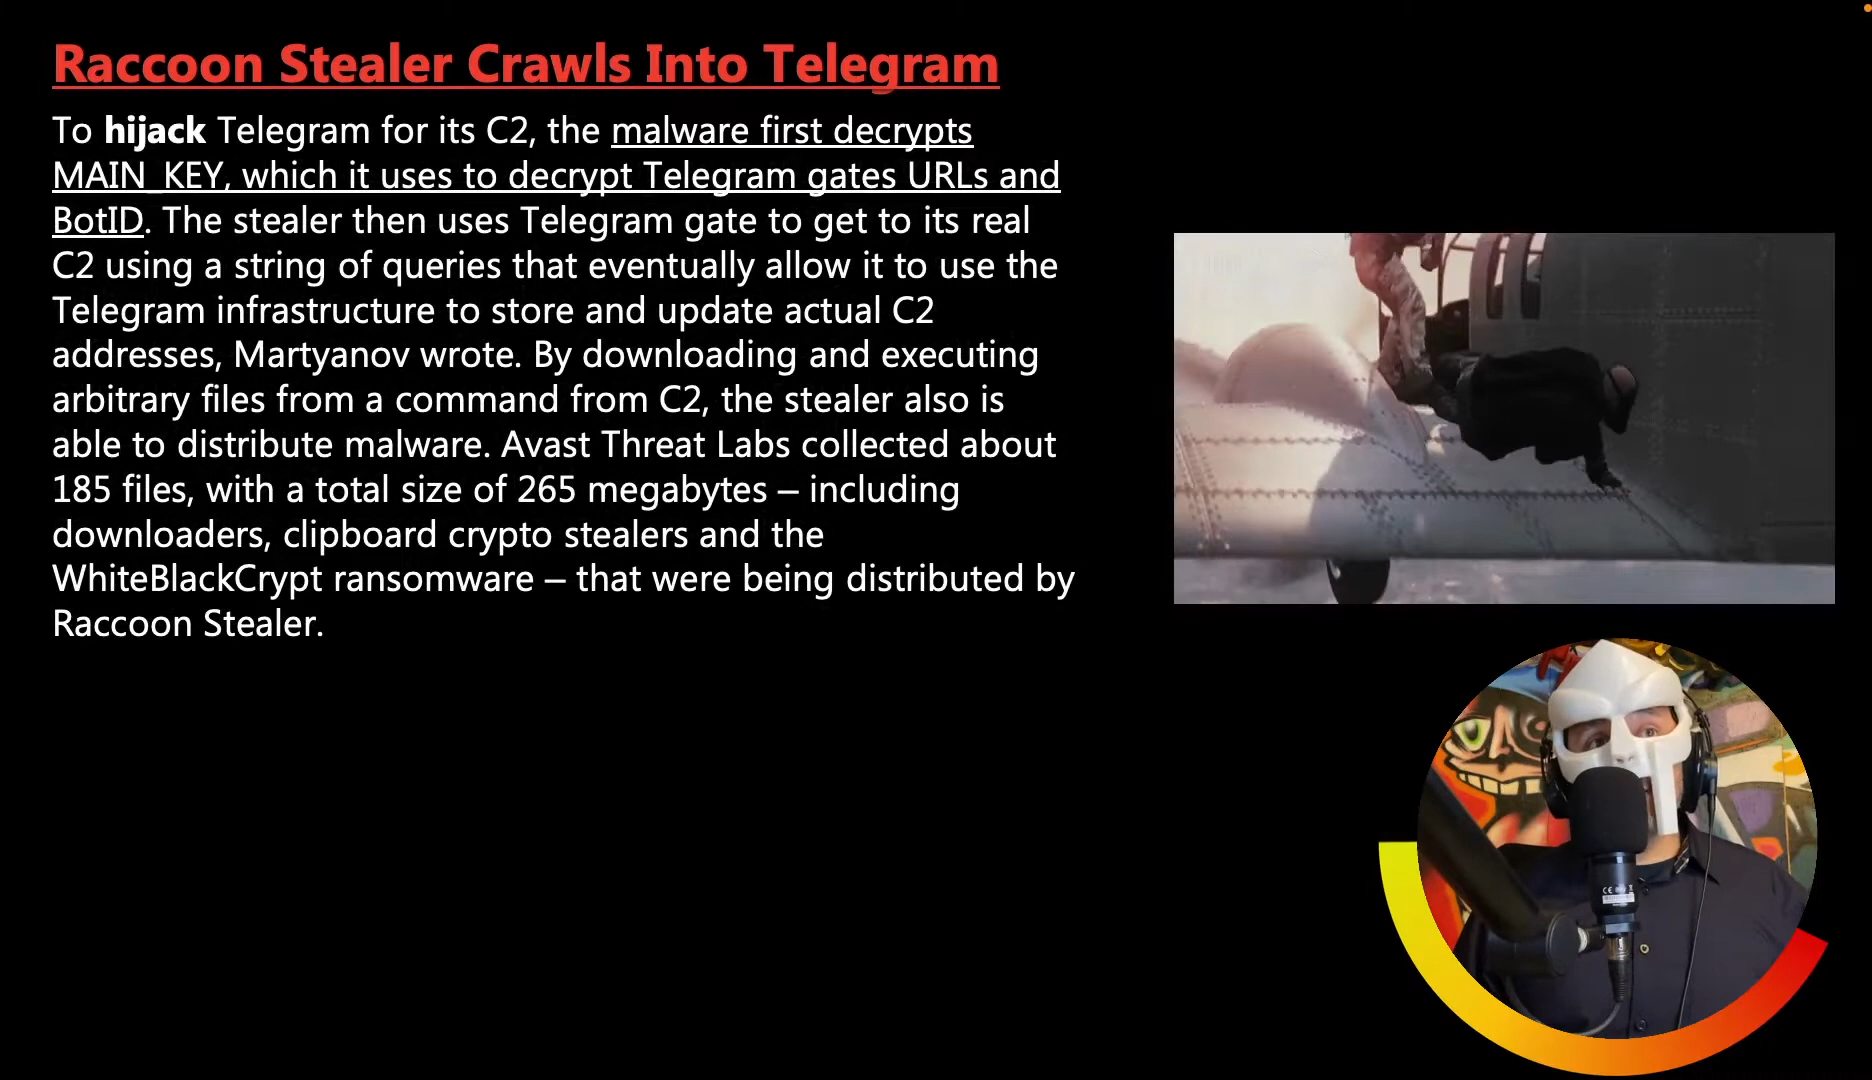 Raccoon Stealer Crawls Into Telegram
To hijack Telegram for its C2, the malware first decrypts
MAIN_KEY, which it uses to decrypt Telegram gates URLs and
BotID. The stealer then uses Telegram gate to get to its real
C2 using a string of queries that eventually allow it to use the
Telegram infrastructure to store and update actual C2
addresses, Martyanov wrote. By downloading and executing
arbitrary files from a command from C2, the stealer also is
able to distribute malware. Avast Threat Labs collected about
185 files, with a total size of 265 megabytes – including
downloaders, clipboard crypto stealers and the
WhiteBlackCrypt ransomware – that were being distributed by
Raccoon Stealer.